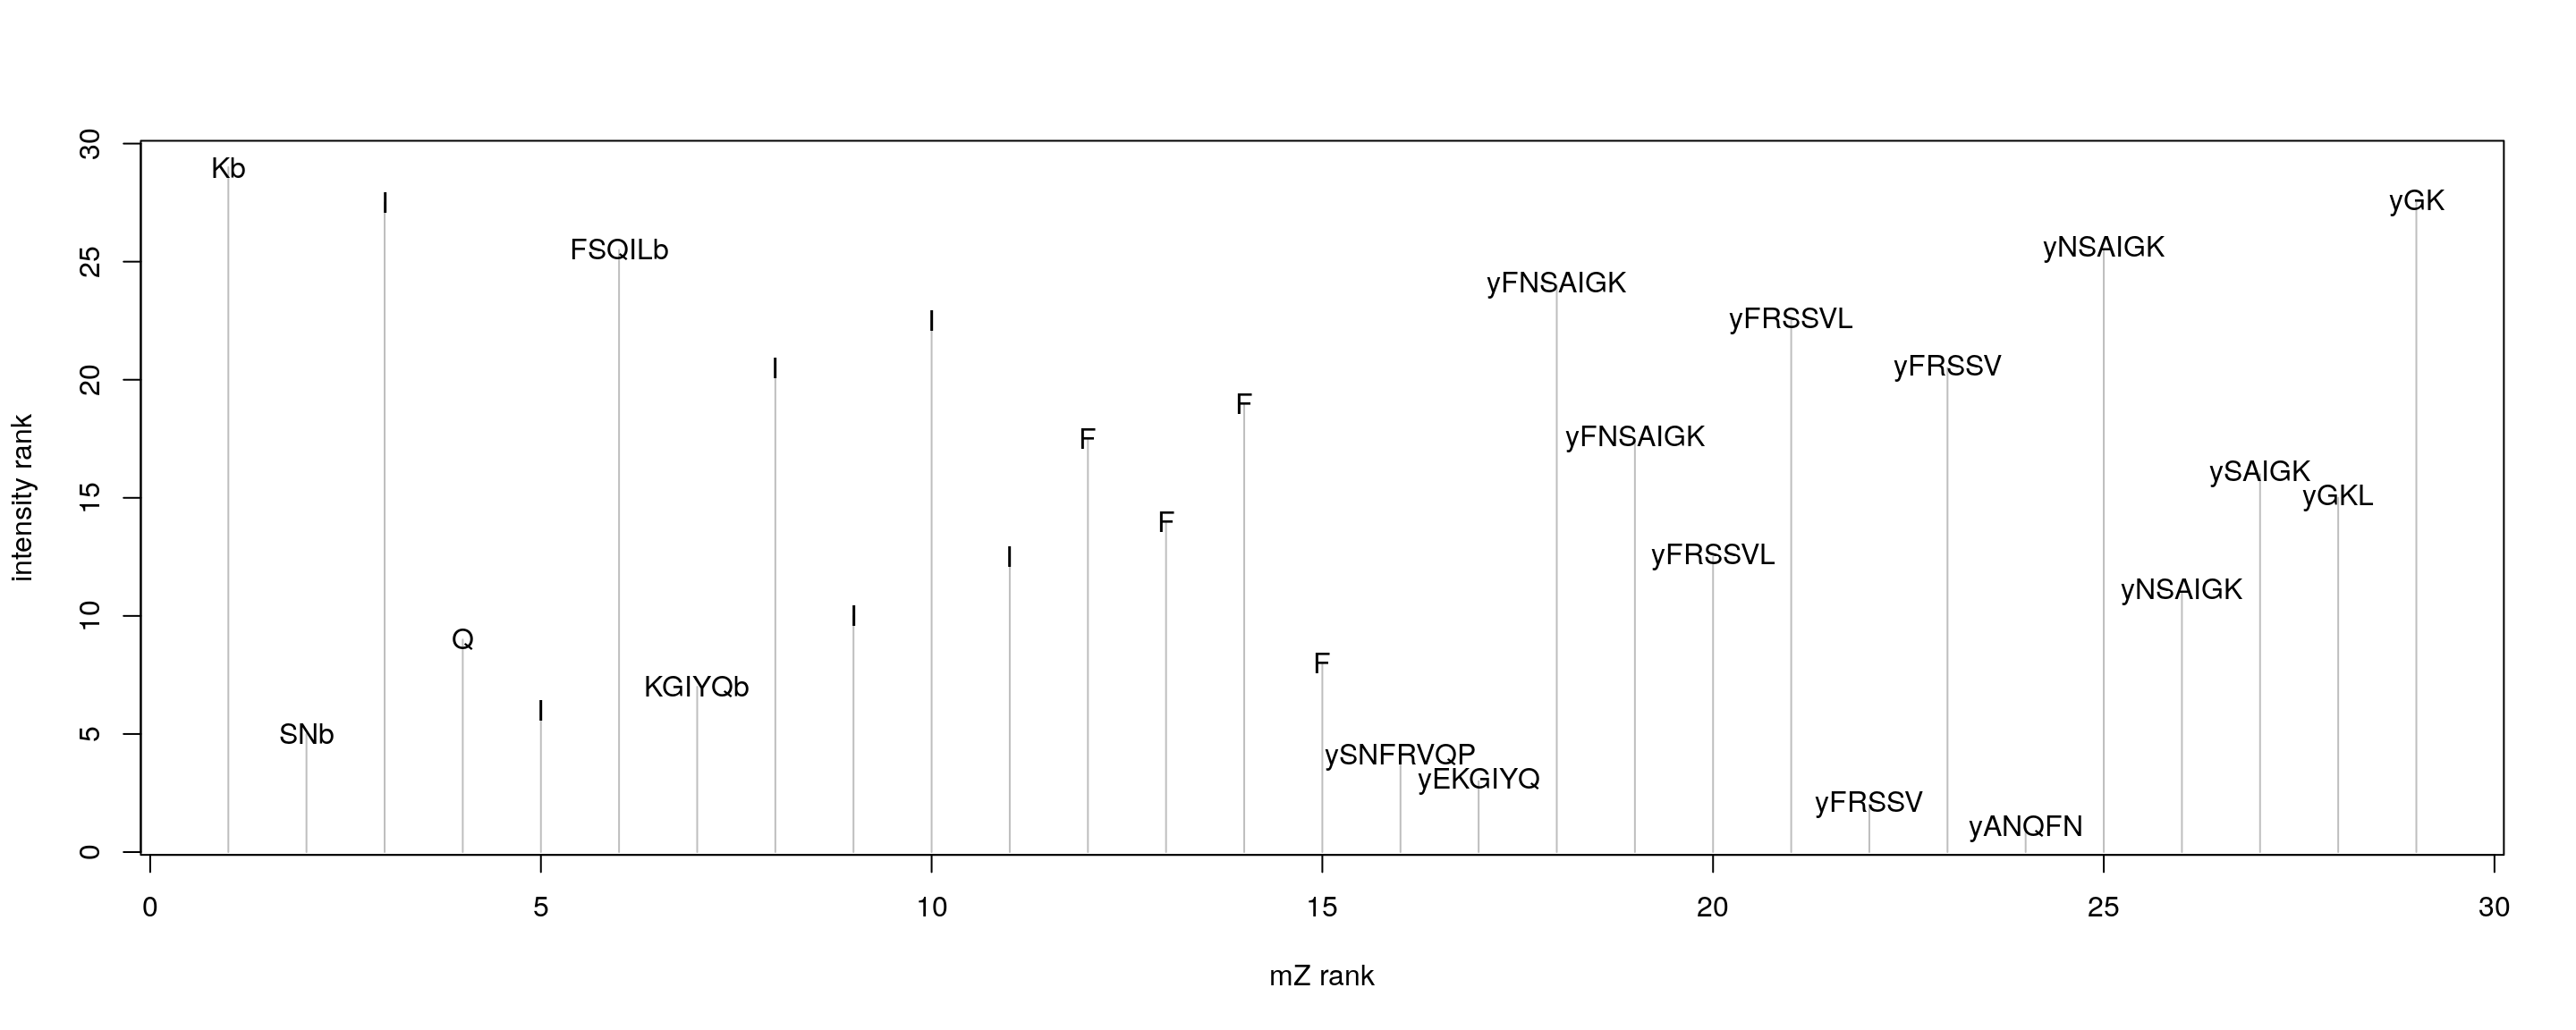 30
Kb
I
yGK
25
FSQILb
yNSAIGK
yFNSAIGK
I
yFRSSVL
20
I
yFRSSV
F
F
yFNSAIGK
15
ySAIGK
yGKL
F
I
yFRSSVL
10
I
yNSAIGK
Q
F
5
KGIYQb
I
SNb
ySNFRVQP
yEKGIYQ
yFRSSV
yANQFN
0
intensity rank
0 5 10 15 20 25 30
mZ rank